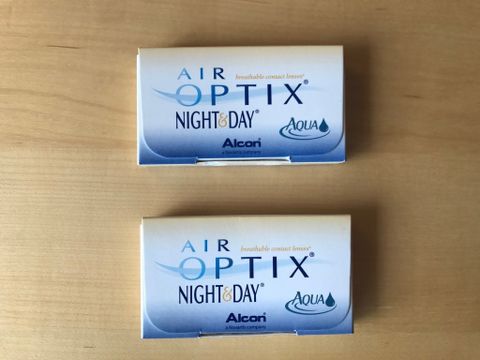 AIR breathable contact lenses®
OPTIX®
NIGHT&DAY® AQUA
Alcon
a Novartis company
AIR breathable contact lenses®
OPTIX®
NIGHT&DAY® AQUA
Alcon
a Novartis company